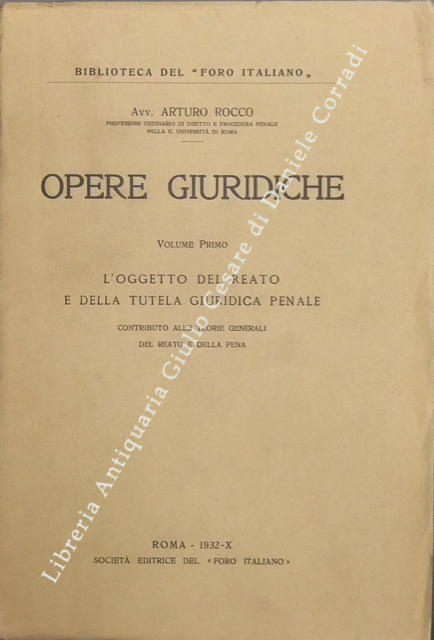 BIBLIOTECA DEL "FORO ITALIANO„
AVV. ARTURO ROCCO
PROFESSORE ORDINARIO DI DIRITTO E PROCEDURA PENALE
NELLA R. UNIVERSITÀ DI ROMA
OPERE GIURIDICHE
VOLUME PRIMO
L'OGGETTO DEL REATO
E DELLA TUTELA GIURIDICA PENALE
CONTRIBUTO ALLE TEORIE GENERALI
DEL REATO E DELLA PENA
ROMA - 1932-X
SOCIETÀ EDITRICE DEL «FORO ITALIANO»
Libreria Antiquaria Giulio Cesare di Daniele Corradi